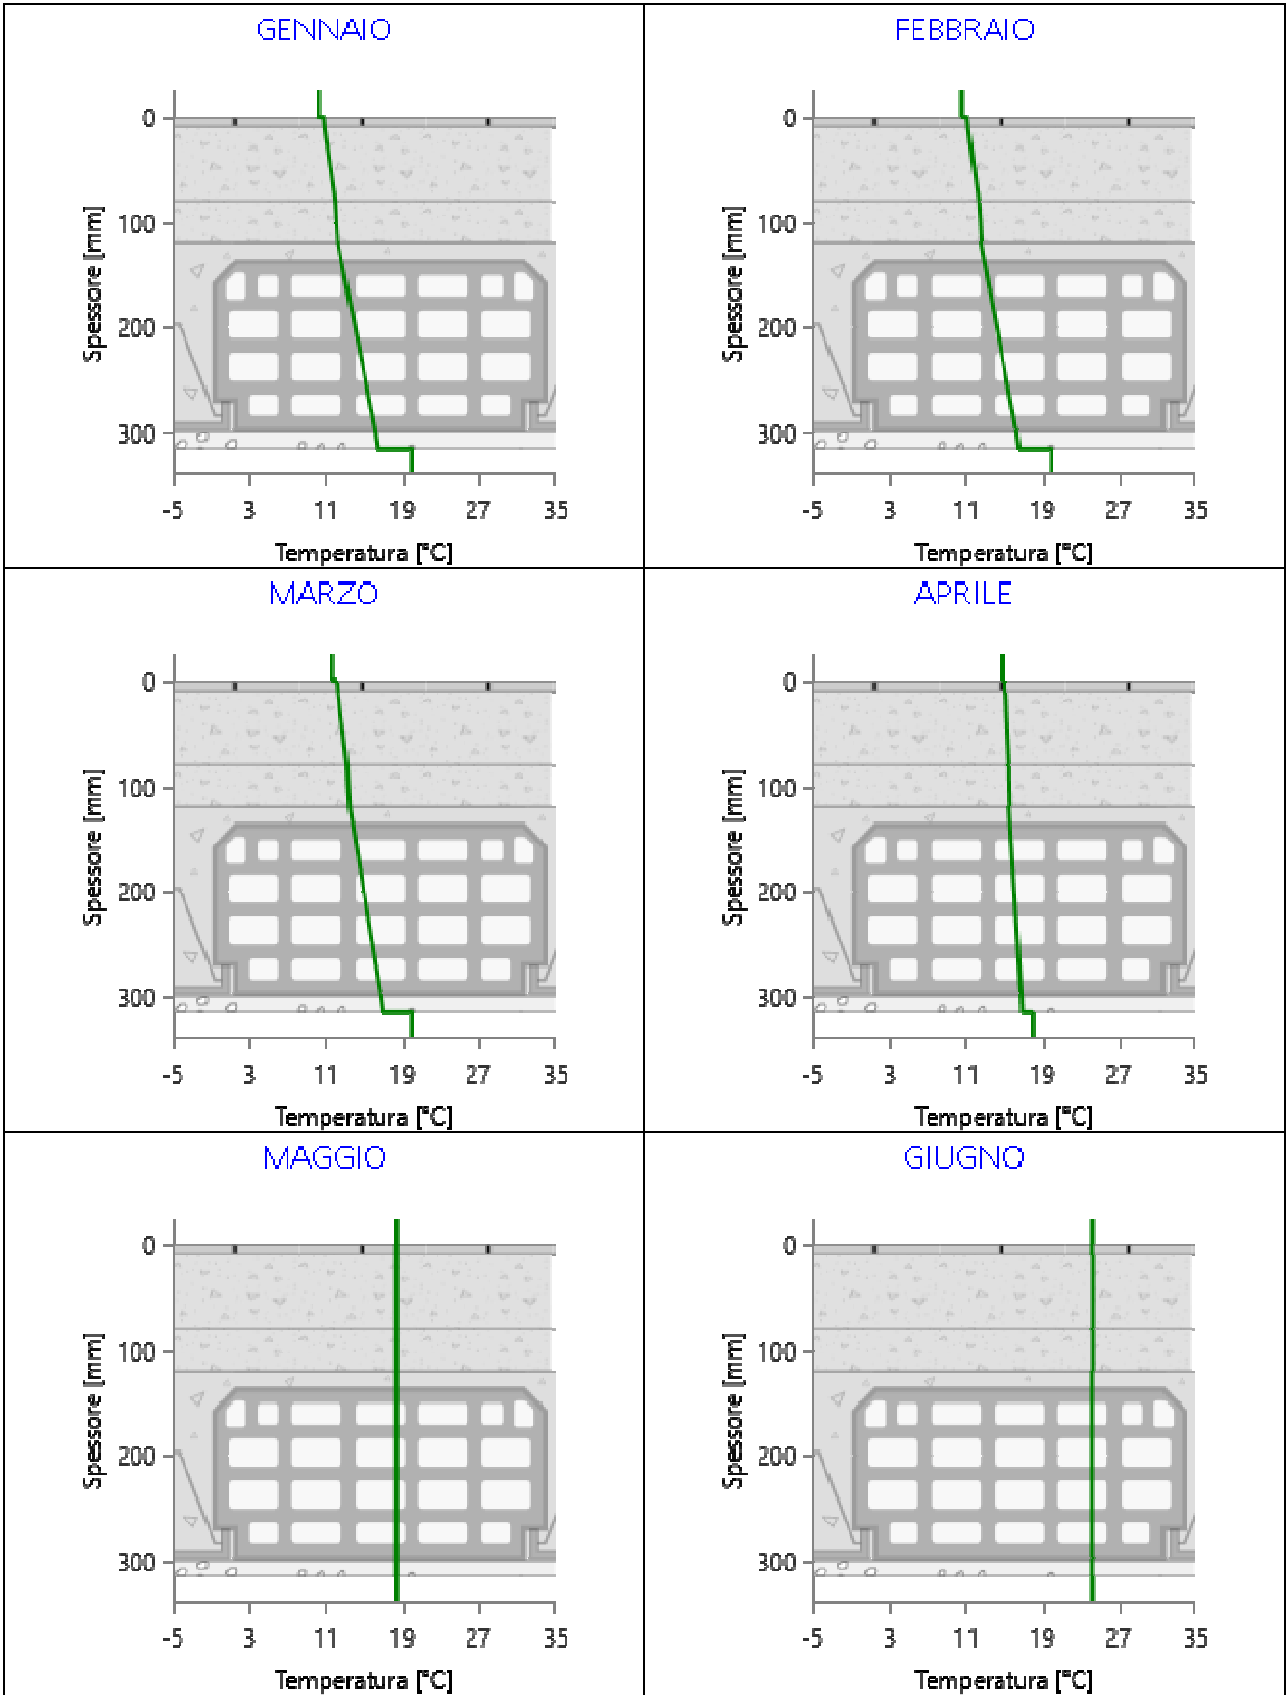 GENNAIO
0
100
200
300
Spessore [mm]
-5 3 11 19 27 35
Temperatura [°C]
FEBBRAIO
0
100
200
300
Spessore [mm]
-5 3 11 19 27 35
Temperatura [°C]
MARZO
0
100
200
300
Spessore [mm]
-5 3 11 19 27 35
Temperatura [°C]
APRILE
0
100
200
300
Spessore [mm]
-5 3 11 19 27 35
Temperatura [°C]
MAGGIO
0
100
200
300
Spessore [mm]
-5 3 11 19 27 35
Temperatura [°C]
GIUGNO
0
100
200
300
Spessore [mm]
-5 3 11 19 27 35
Temperatura [°C]